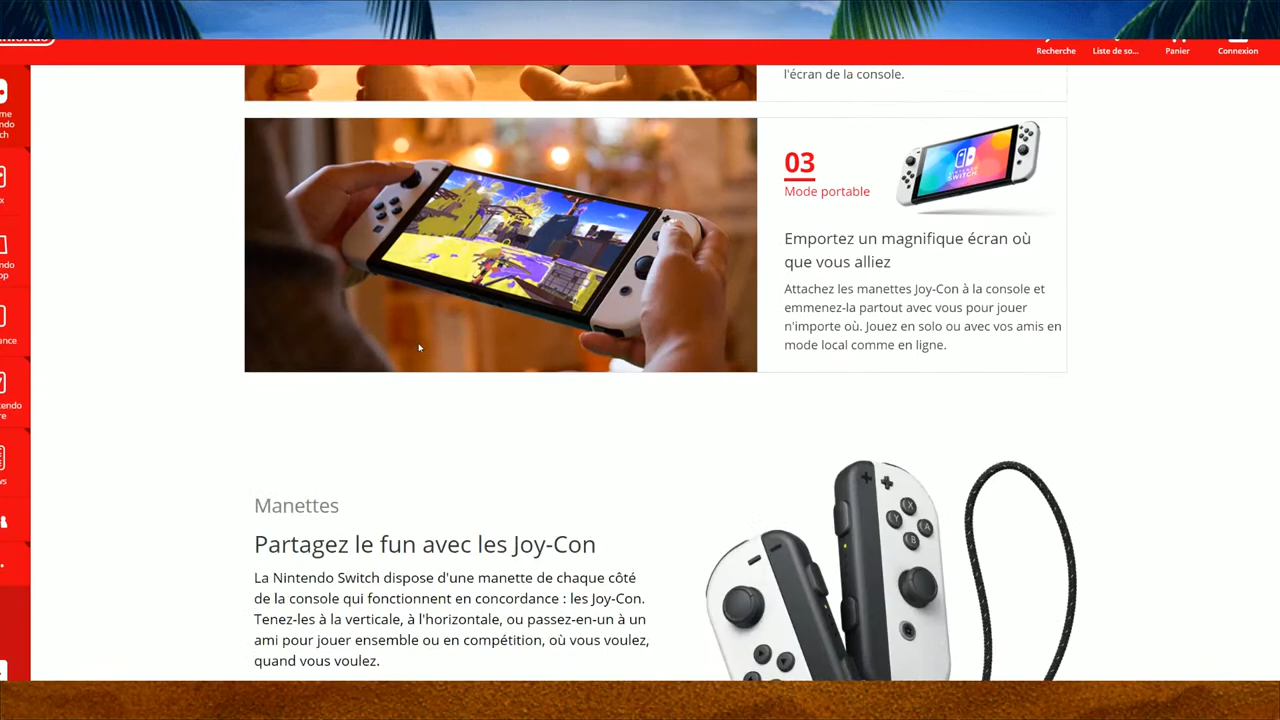 Recherche
Liste de so...
Panier
Connexion
l'écran de la console.
03
Mode portable
NINTENDO
SWITCH
Emportez un magnifique écran où
que vous alliez
Attachez les manettes Joy-Con à la console et
emmenez-la partout avec vous pour jouer
n'importe où. Jouez en solo ou avec vos amis en
mode local comme en ligne.
Manettes
Partagez le fun avec les Joy-Con
La Nintendo Switch dispose d'une manette de chaque côté
de la console qui fonctionnent en concordance : les Joy-Con.
Tenez-les à la verticale, à l'horizontale, ou passez-en-un à un
ami pour jouer ensemble ou en compétition, où vous voulez,
quand vous voulez.
X
Y
A
B